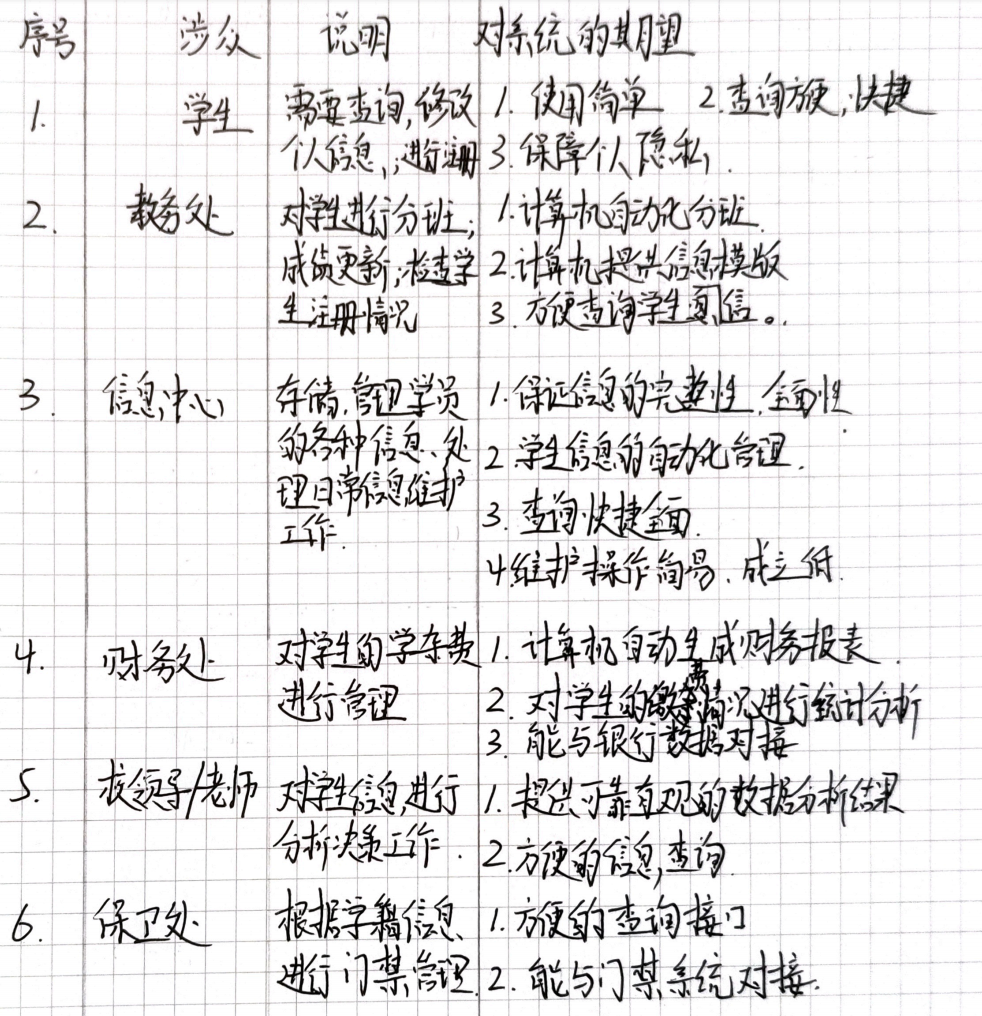 序号 涉众 说明 对系统的期望
1. 学生 需要查询,修改 1. 使用简单 2. 查询方便,快捷
个人信息,;进行注册 3. 保障个人隐私.
2. 教务处 对学生进行分班; 1.计算机自动化分班.
成绩更新;检查学 2.计算机提供信息模版
生注册情况 3. 方便查询学生信。.
3. 信息中心 存储.管理学员 1.保证信息的完整性.全面性.
的各种信息、处 2.学生信息的自动化管理.
理日常信息维护 3. 查询快捷全面.
工作. 4.维护操作简易、成立低.
4. 财务处 对学生的学杂费 1. 计算机自动生成财务报表.
进行管理 2. 对学生的缴费情况进行统计分析
3. 能与银行数据对接
5. 校领导/老师 对学生信息,进行 1. 提供可靠直观的数据分析结果
分析决策工作. 2.方便的信息,查询.
6. 保卫处 根据学籍信息、 1.方便的查询接口
进行门禁管理. 2. 能与门禁系统对接.